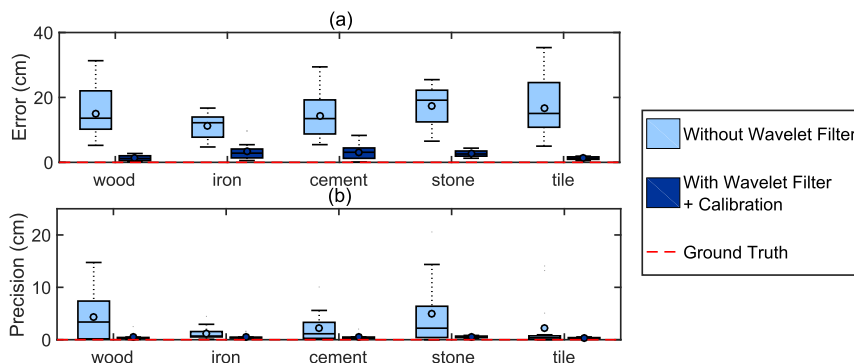 (a)
Error (cm)
40
20
0
wood iron cement stone tile
(b)
Precision (cm)
20
10
0
wood iron cement stone tile
Without Wavelet Filter
With Wavelet Filter
+ Calibration
Ground Truth